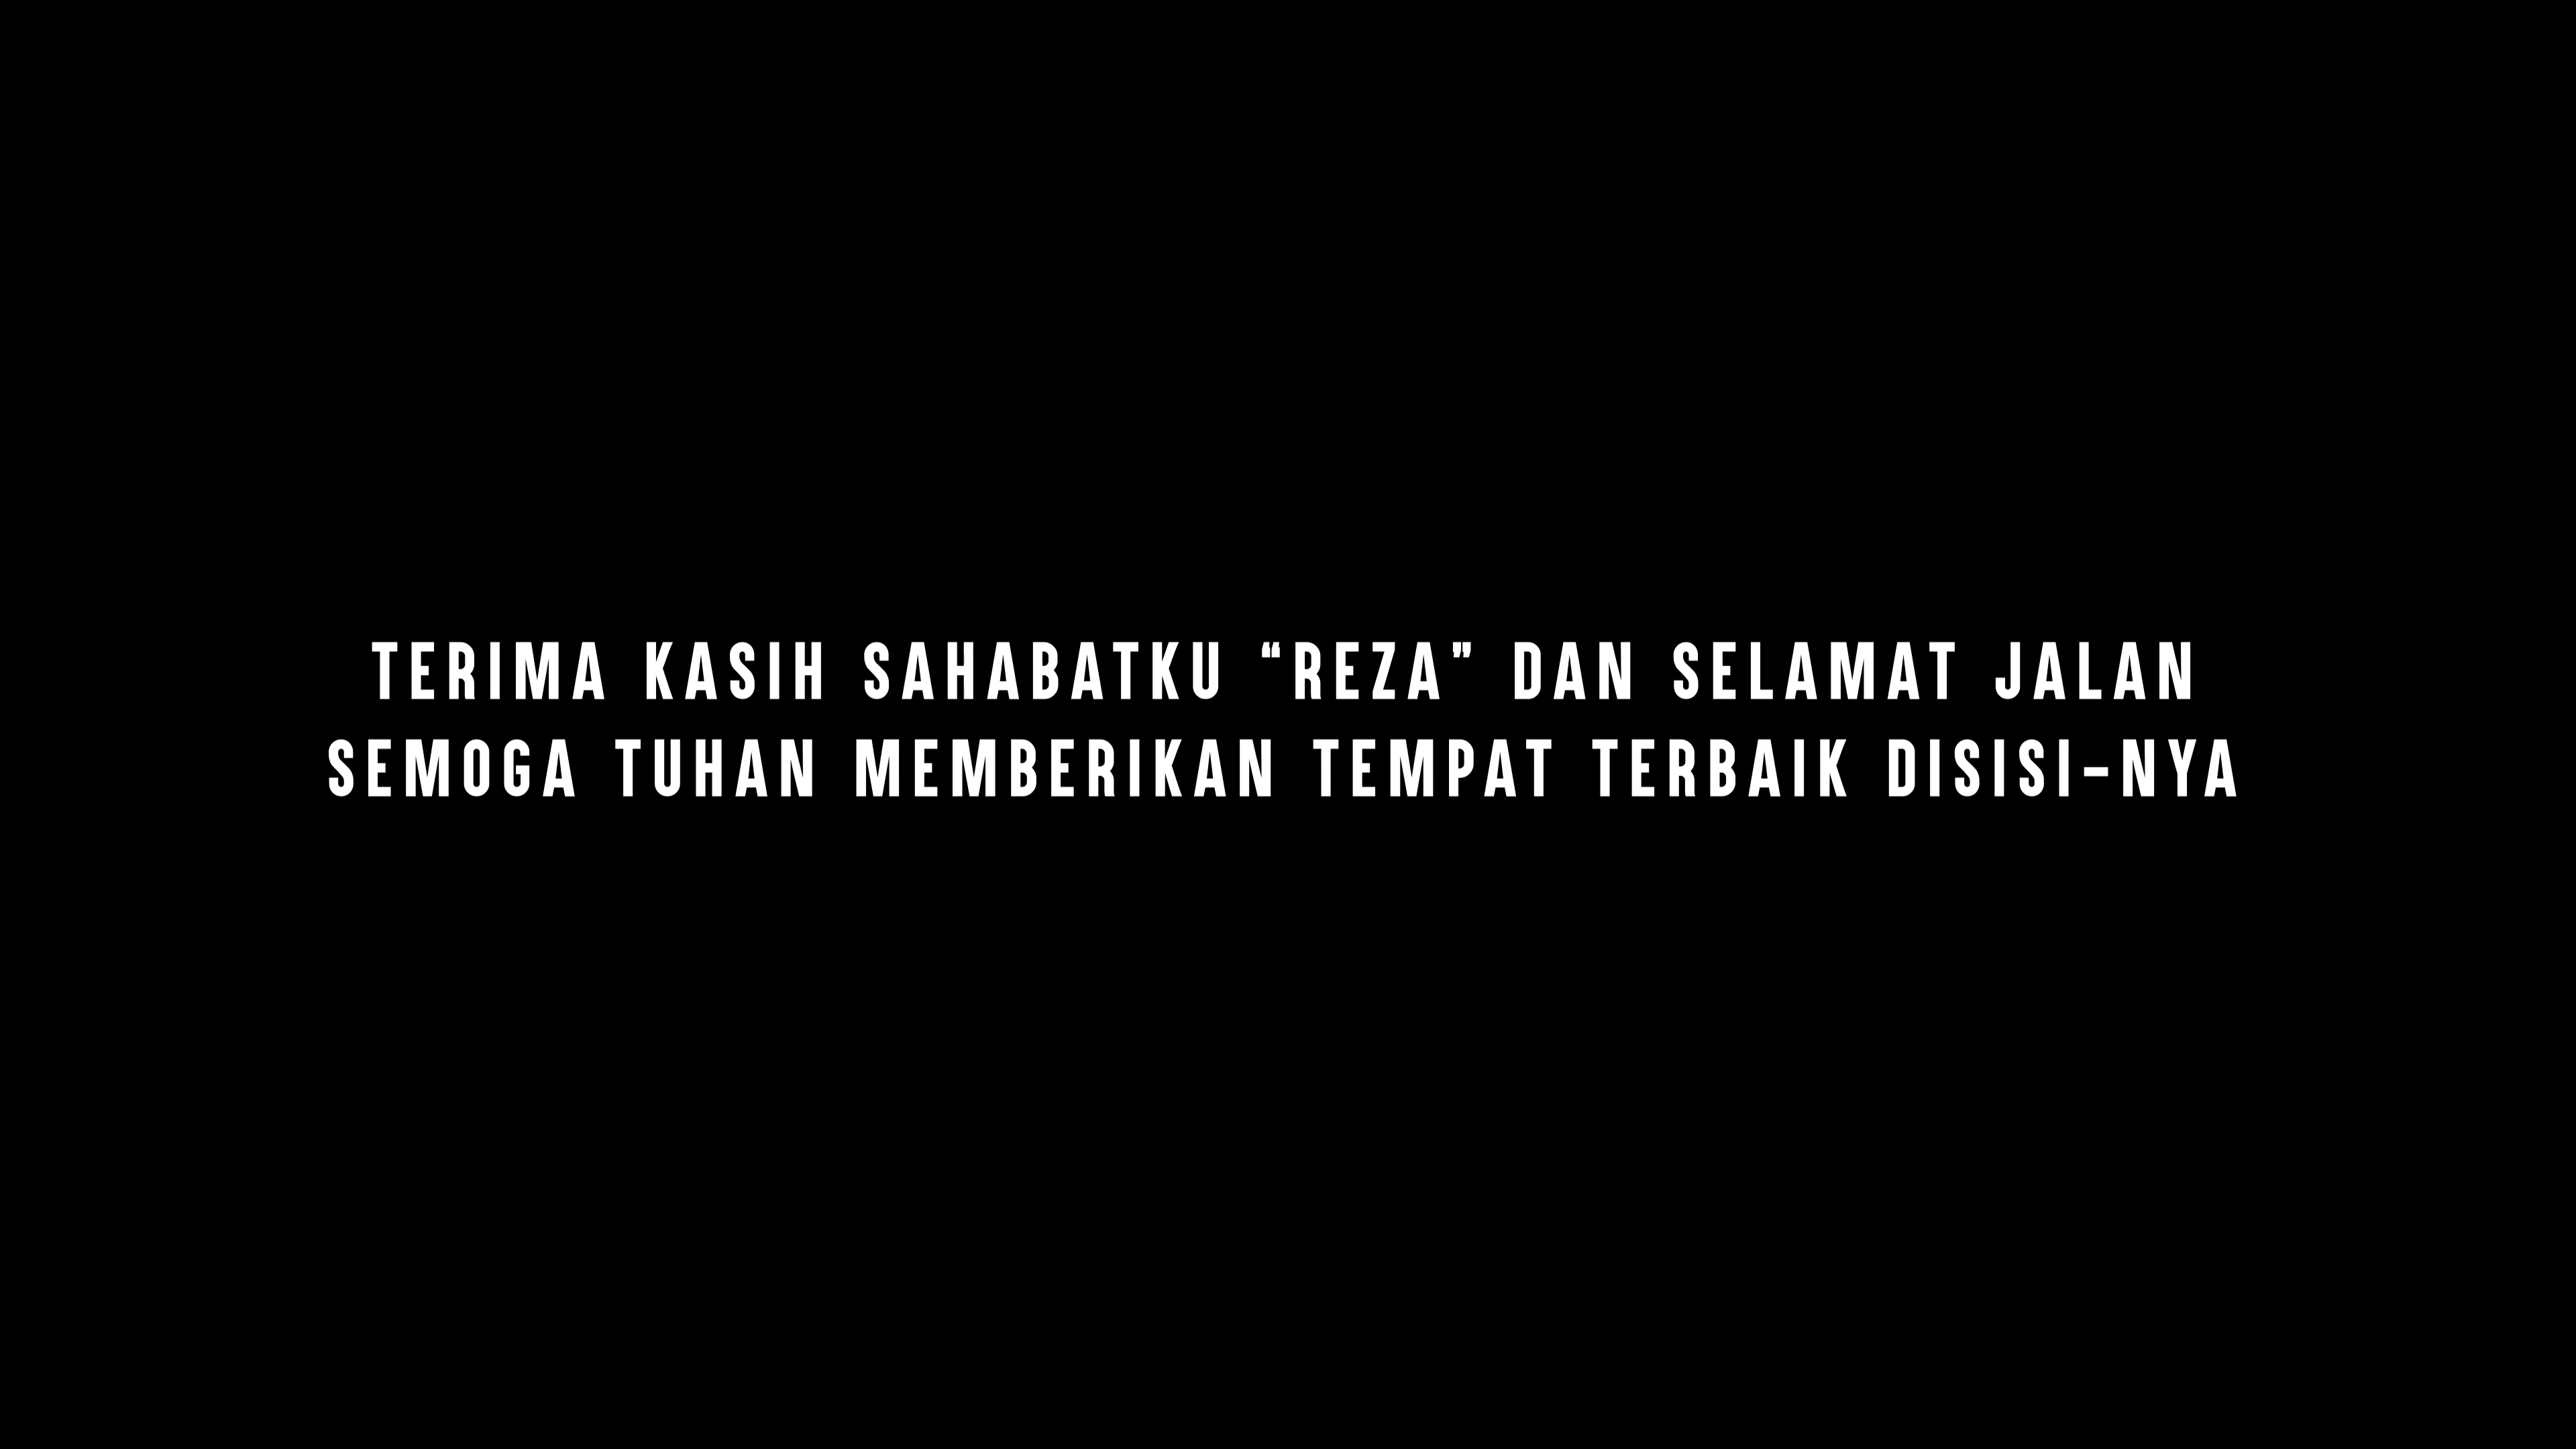 TERIMA KASIH SAHABATKU “REZA” DAN SELAMAT JALAN
SEMOGA TUHAN MEMBERIKAN TEMPAT TERBAIK DISISI-NYA